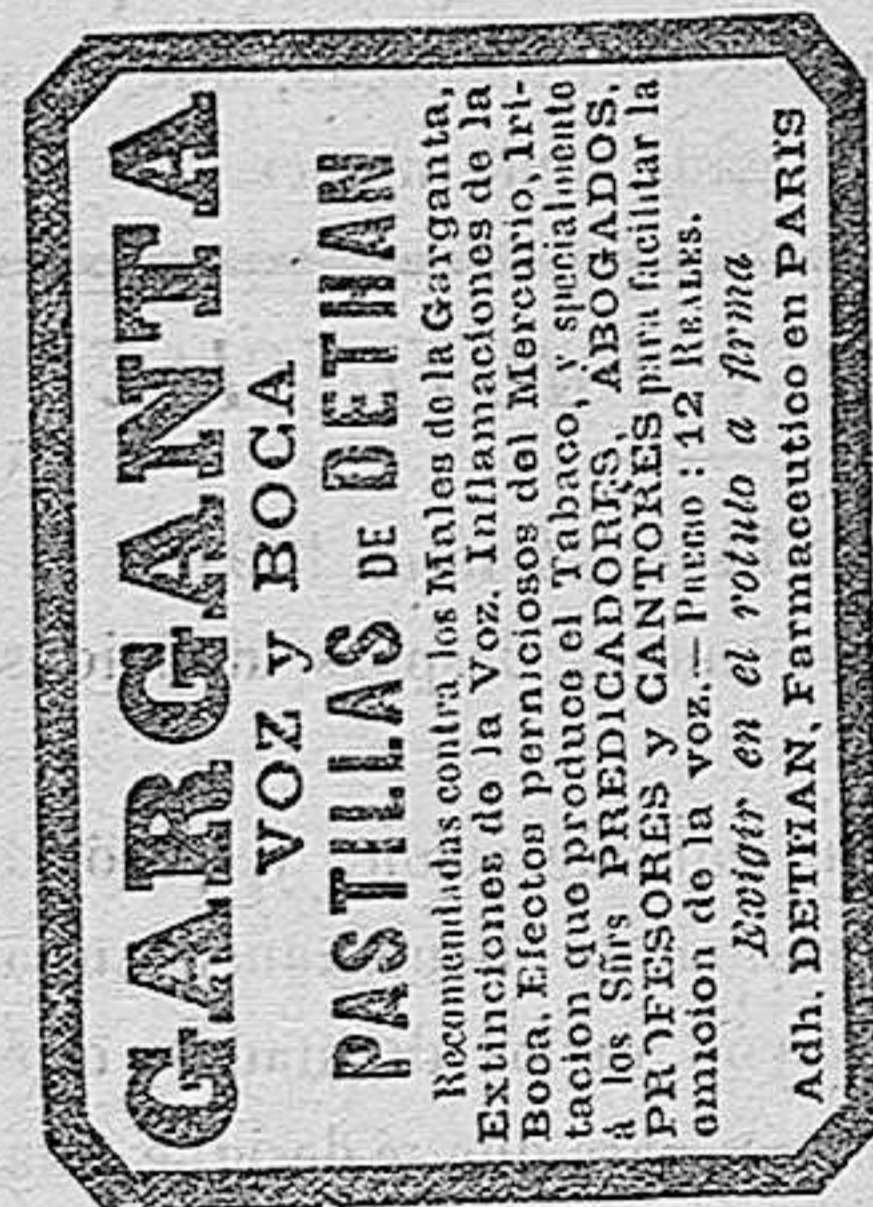 GARGANTA
VOZ y BOCA
PASTILLAS DE DETHAN
Recomendadas contra los Males de la Garganta,
Extinciones de la Voz, Inflamaciones de la
Boca, Efectos perniciosos del Mercurio, Iri-
tacion que produce el Tabaco, y specialmente
á los Sñrs PREDICADORES, ABOGADOS,
PROFESORES y CANTORES para facilitar la
emicion de la voz.—PRECIO : 12 REALES.
Exigir en el rotulo a firma
Adh. DETHAN, Farmaceutico en PARIS